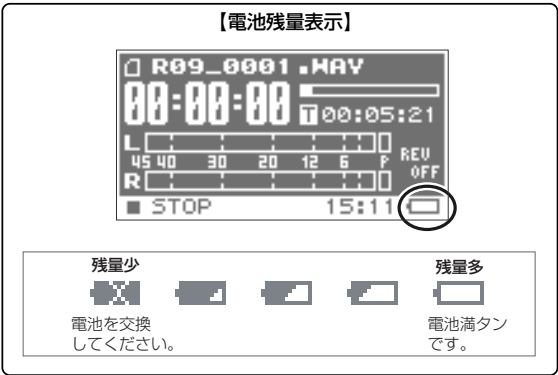 【電池残量表示】
R09_0001.WAV
00:00:00
T 00:05:21
L
45 40 30 20 12 6 P
REV
OFF
R
■ STOP 15:11
残量少 残量多
電池を交換
してください。
電池満タン
です。